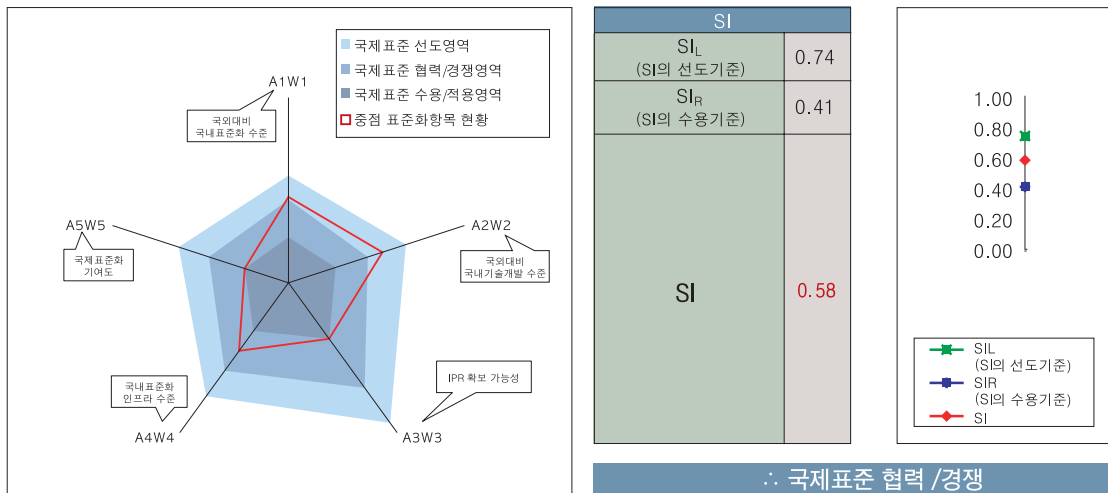 국제표준 선도영역
국제표준 협력/경쟁영역
국제표준 수용/적용영역
중점 표준화항목 현황
A1W1
국외대비
국내표준화 수준
A2W2
국외대비
국내기술개발 수준
A5W5
국제표준화
기여도
IPR 확보 가능성
A3W3
국내표준화
인프라 수준
A4W4
SI
SIL
(SI의 선도기준)
0.74
SIR
(SI의 수용기준)
0.41
SI
0.58
1.00
0.80
0.60
0.40
0.20
0.00
SIL
(SI의 선도기준)
SIR
(SI의 수용기준)
SI
∴ 국제표준 협력 /경쟁